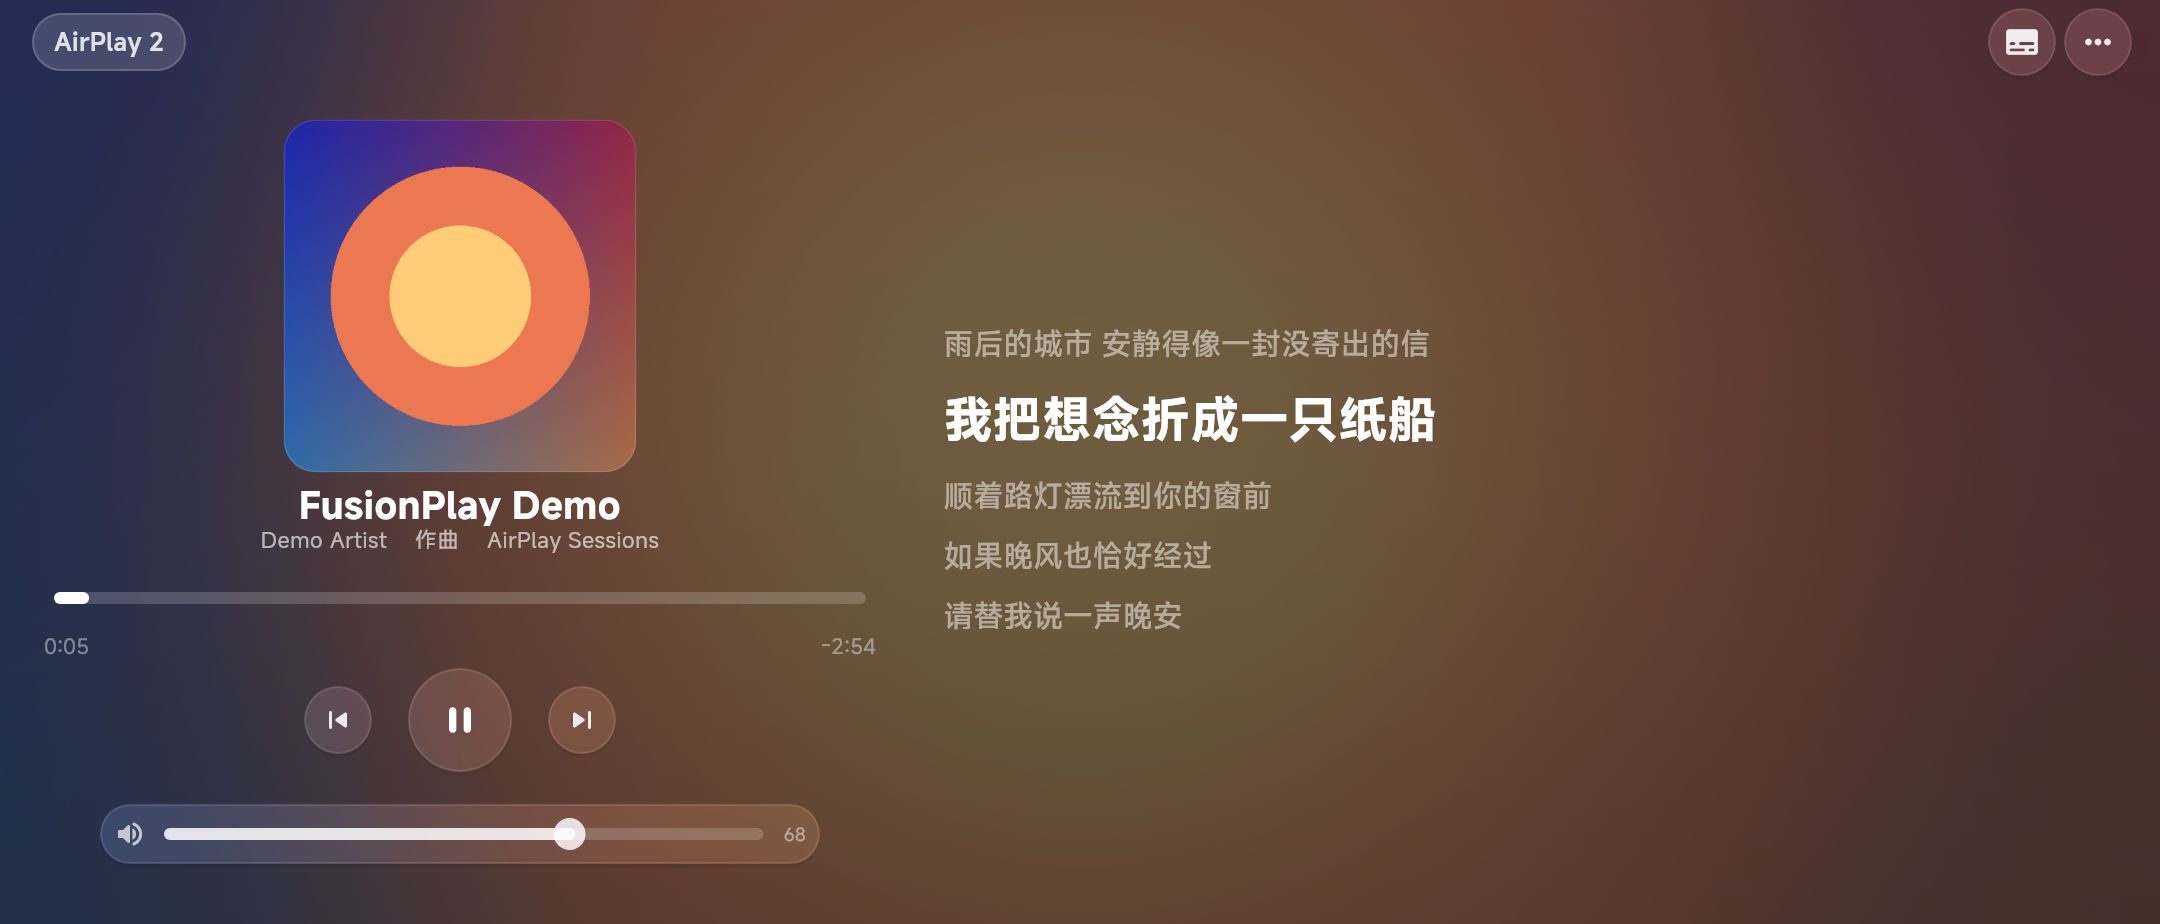 AirPlay 2
FusionPlay Demo
Demo Artist 作曲 AirPlay Sessions
0:05 -2:54
68
雨后的城市 安静得像一封没寄出的信
我把想念折成一只纸船
顺着路灯漂流到你的窗前
如果晚风也恰好经过
请替我说一声晚安